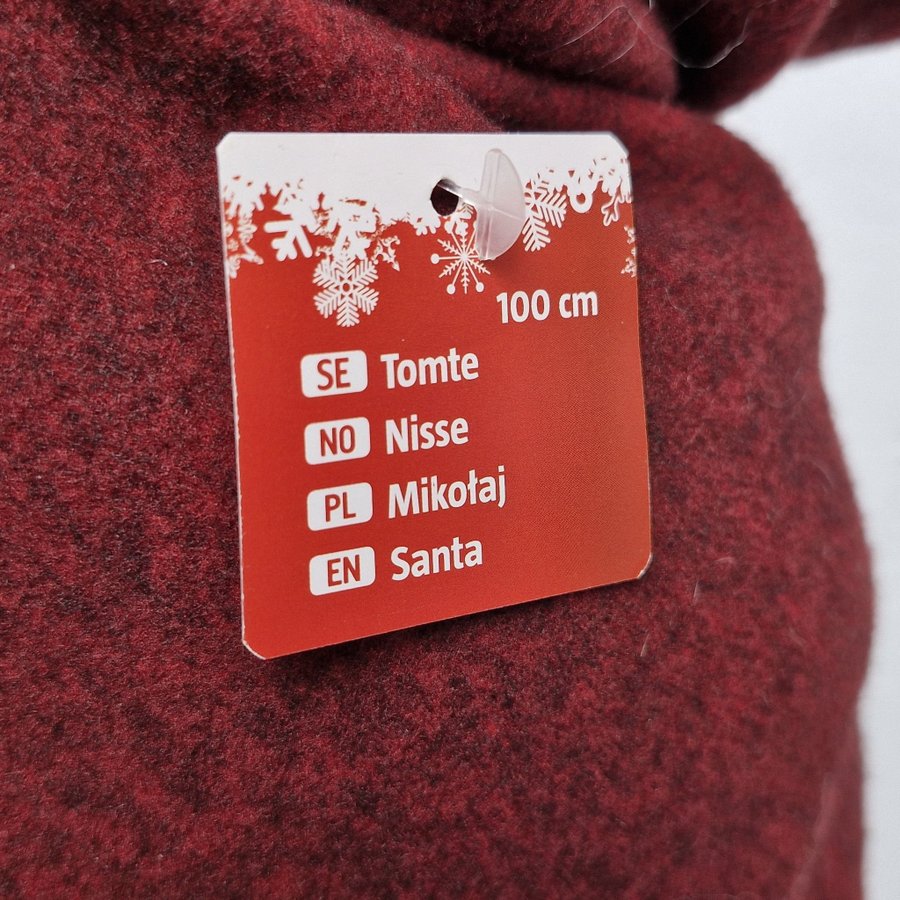 100 cm
SE Tomte
NO Nisse
PL Mikołaj
EN Santa